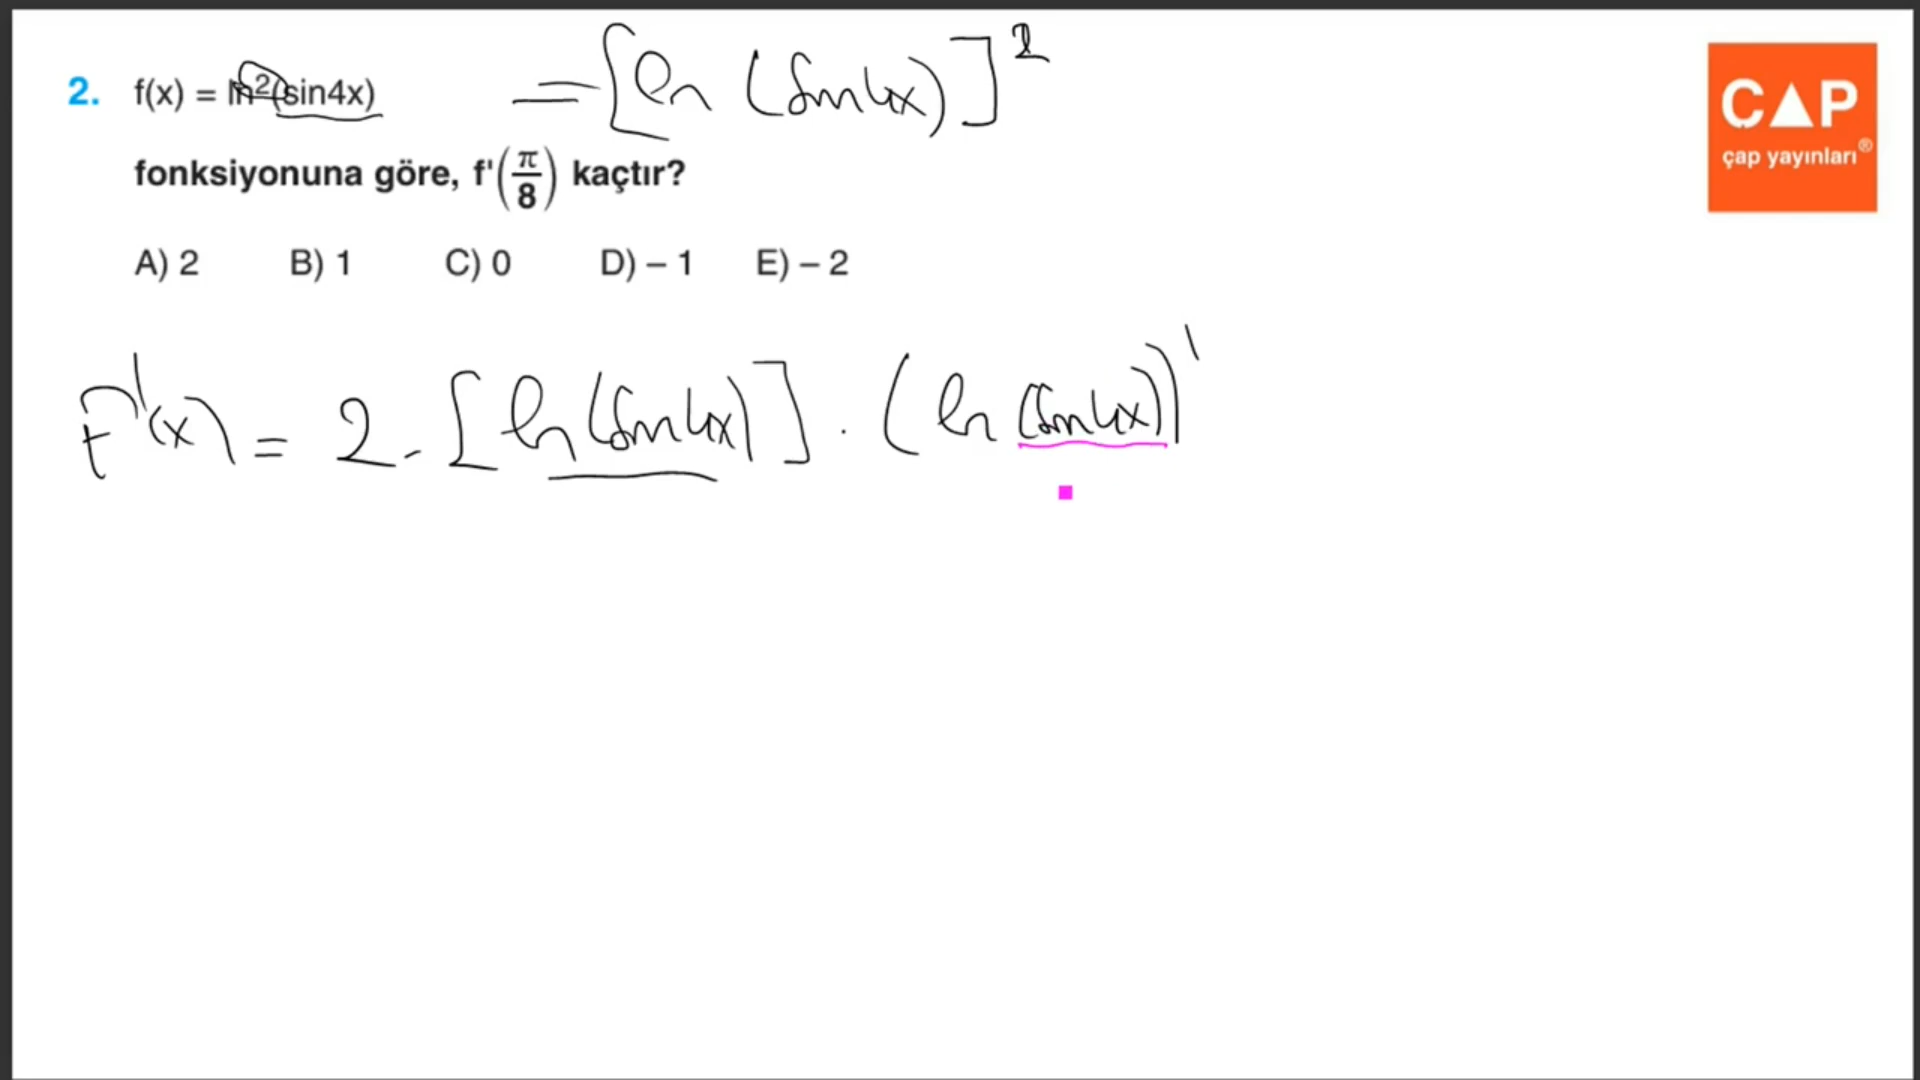 2. f(x) = ln²(sin4x) = [ln (sin4x)]²
fonksiyonuna göre, f'(π/8) kaçtır?
A) 2 B) 1 C) 0 D) – 1 E) – 2
f'(x) = 2 . [ln(sin4x)] . (ln (sin4x))'
ÇAP
çap yayınları®